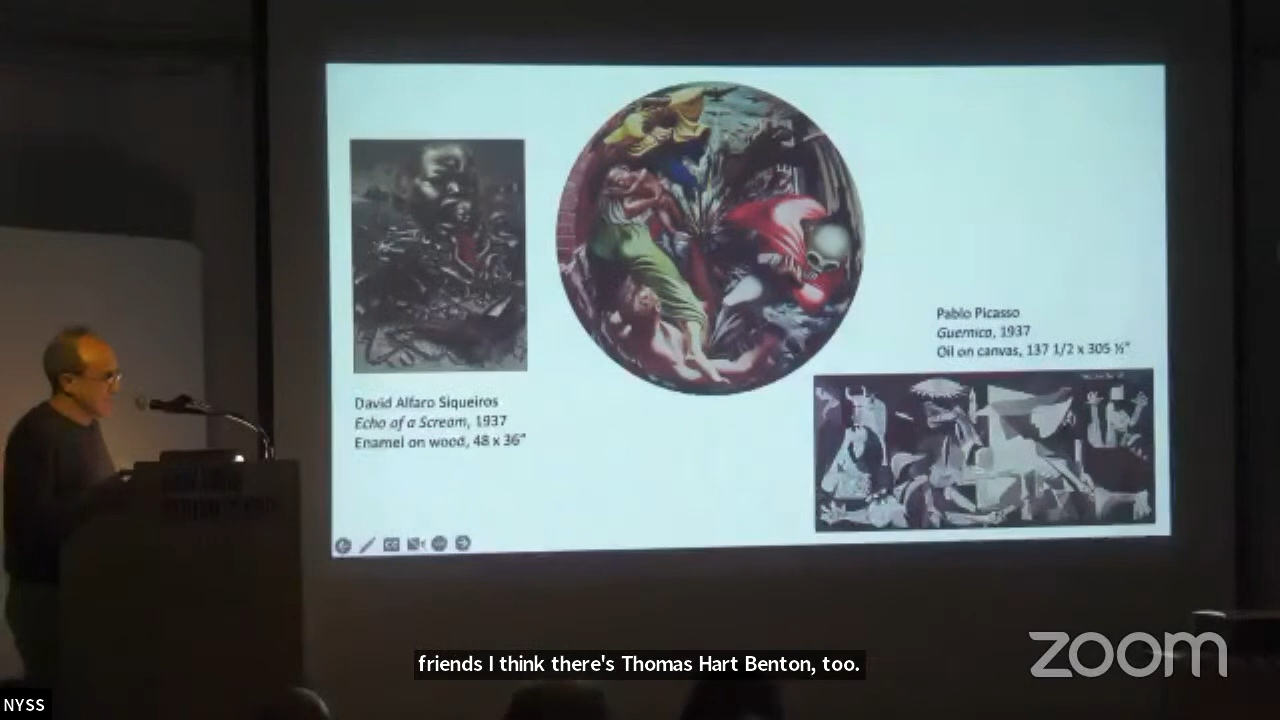 David Alfaro Siqueiros
Echo of a Scream, 1937
Enamel on wood, 48 x 36"
Pablo Picasso
Guernica, 1937
Oil on canvas, 137 1/2 x 305 ½"
friends I think there's Thomas Hart Benton, too.
zoom
NYSS